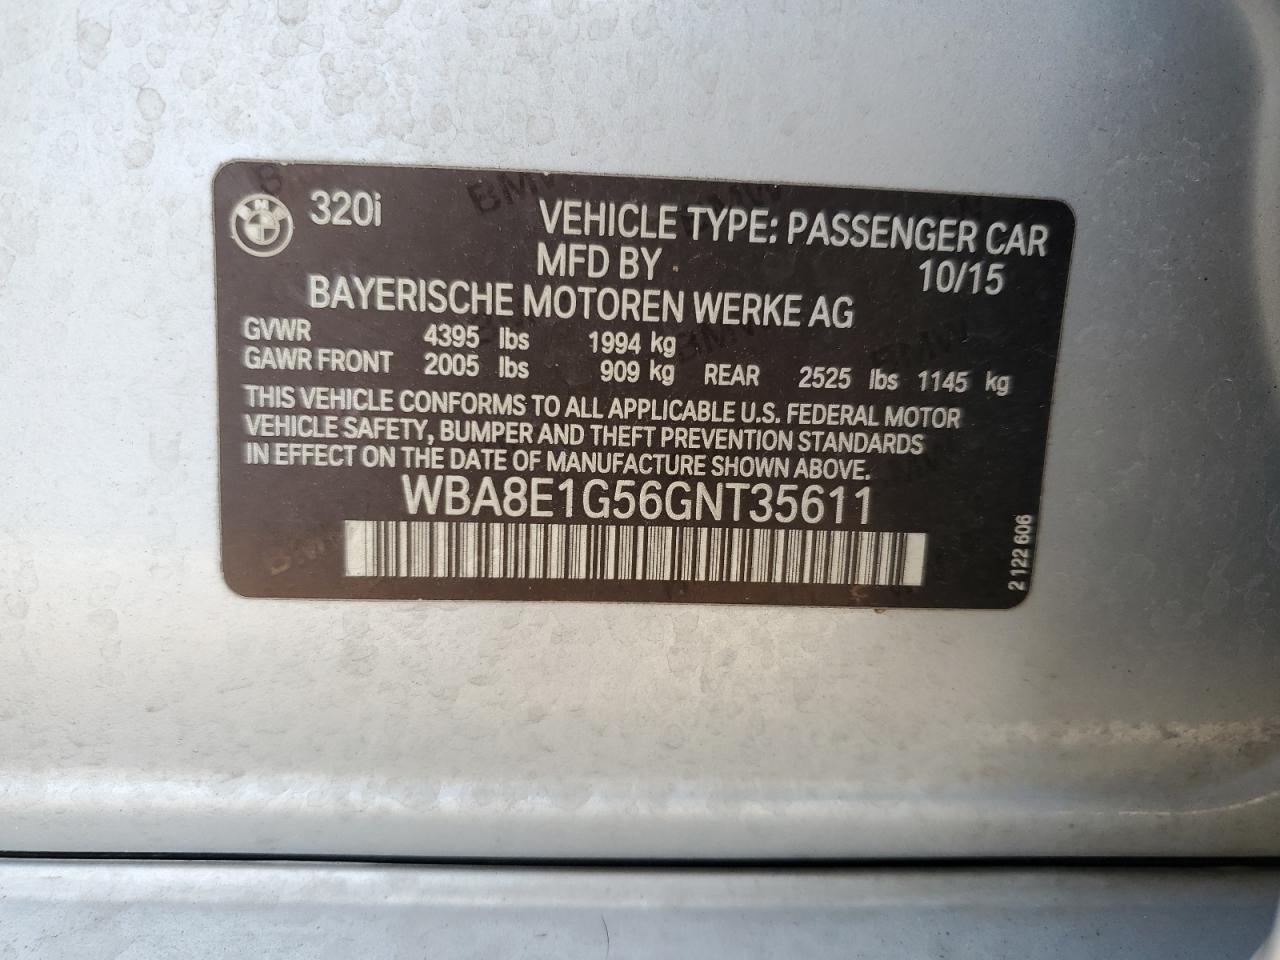 320i
VEHICLE TYPE: PASSENGER CAR
MFD BY 10/15
BAYERISCHE MOTOREN WERKE AG
GVWR 4395 lbs 1994 kg
GAWR FRONT 2005 lbs 909 kg REAR 2525 lbs 1145 kg
THIS VEHICLE CONFORMS TO ALL APPLICABLE U.S. FEDERAL MOTOR
VEHICLE SAFETY, BUMPER AND THEFT PREVENTION STANDARDS
IN EFFECT ON THE DATE OF MANUFACTURE SHOWN ABOVE.
WBA8E1G56GNT35611
2 122 606